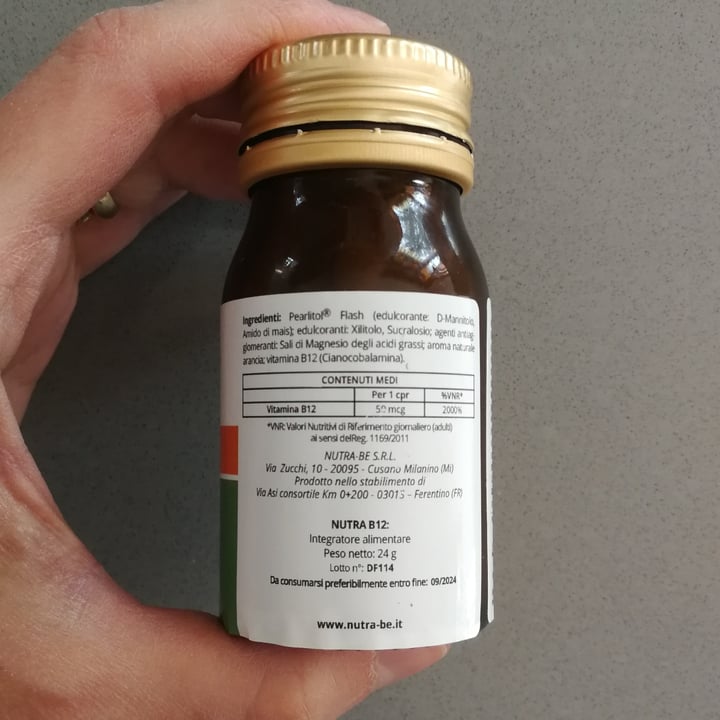 Ingredienti: Pearlitol® Flash (edulcorante: D-Mannitolo,
Amido di mais); edulcoranti: Xilitolo, Sucralosio; agenti antiag-
glomeranti: Sali di Magnesio degli acidi grassi; aroma naturale
arancia; vitamina B12 (Cianocobalamina).
CONTENUTI MEDI
Per 1 cpr %VNR*
Vitamina B12 50 mcg 2000%
*VNR: Valori Nutritivi di Riferimento giornaliero (adulti)
ai sensi delReg. 1169/2011
NUTRA-BE S.R.L.
Via Zucchi, 10 - 20095 - Cusano Milanino (Mi)
Prodotto nello stabilimento di
Via Asi consortile Km 0+200 - 03013 - Ferentino (FR)
NUTRA B12:
Integratore alimentare
Peso netto: 24 g
Lotto n°: DF114
Da consumarsi preferibilmente entro fine: 09/2024
www.nutra-be.it